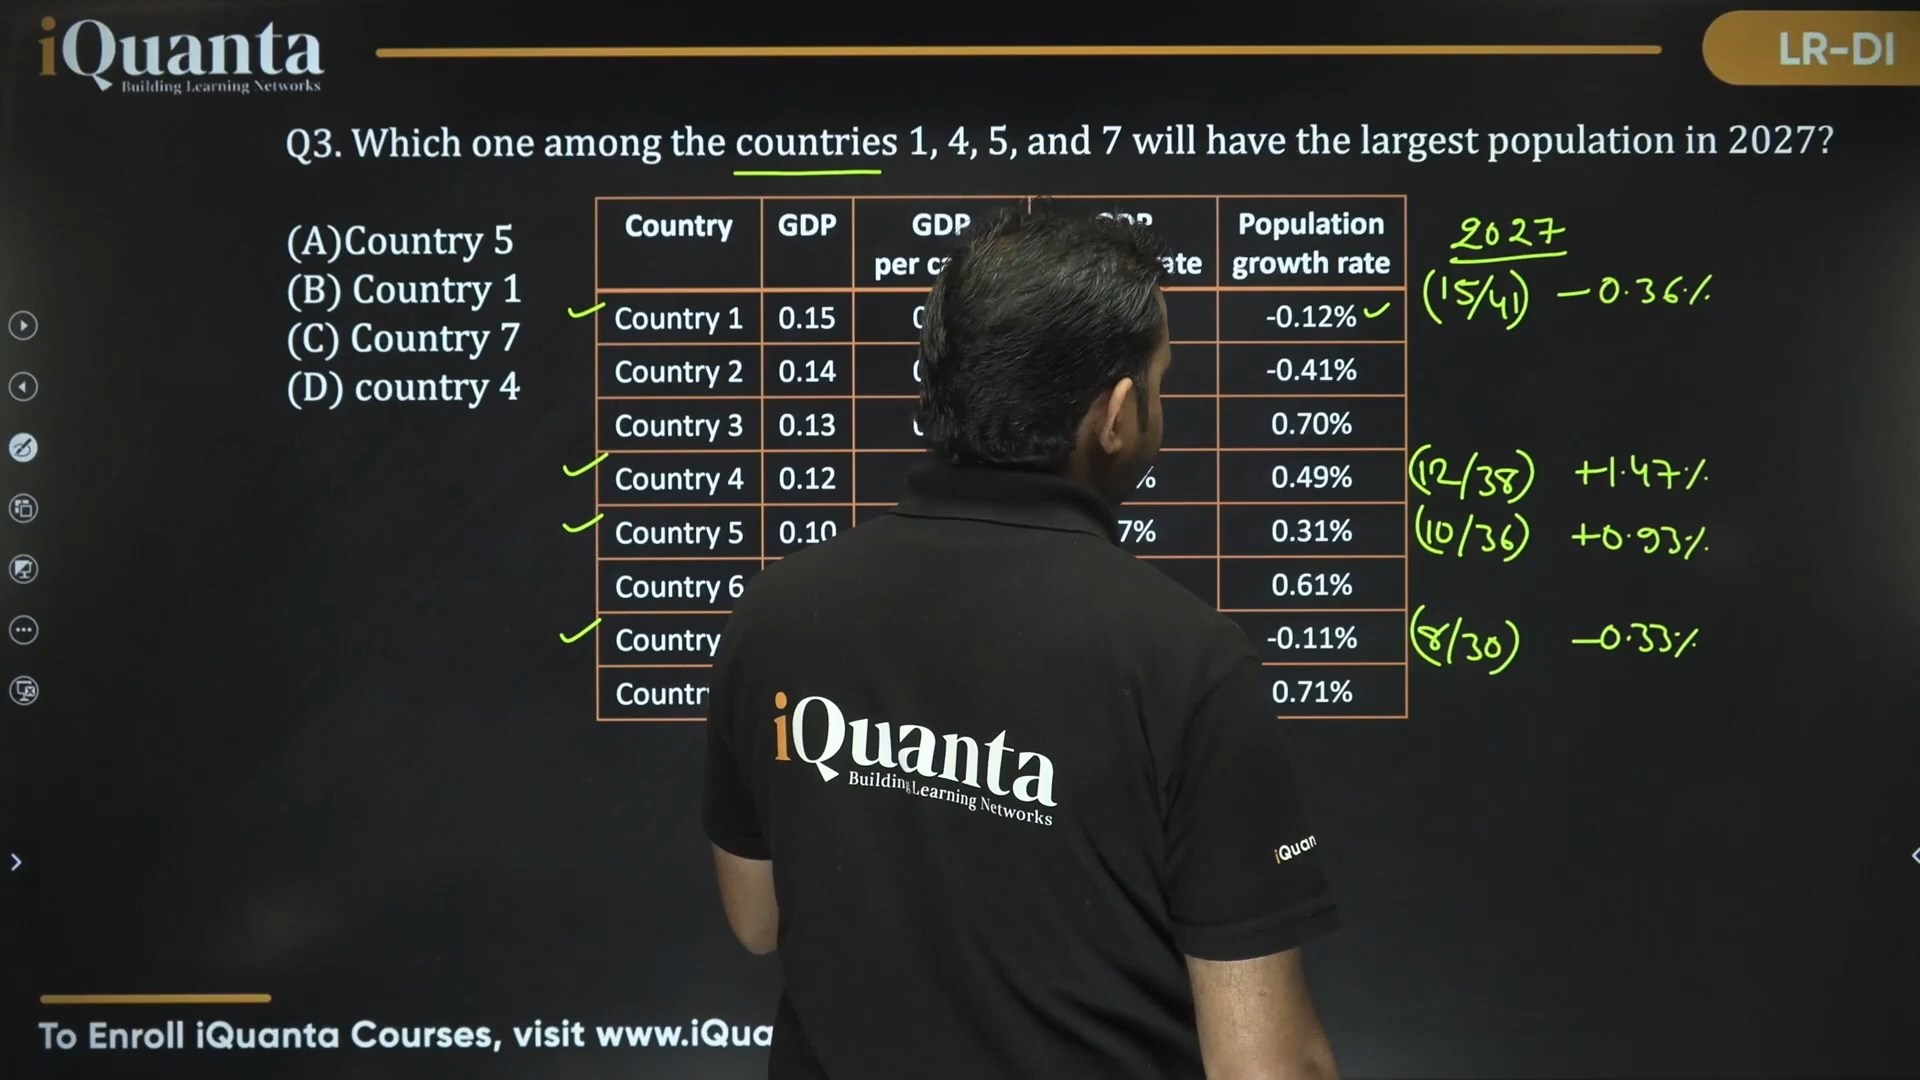 iQuanta
Building Learning Networks
LR-DI
Q3. Which one among the countries 1, 4, 5, and 7 will have the largest population in 2027?
(A)Country 5
(B) Country 1
(C) Country 7
(D) country 4
Country GDP GDP Population growth rate
per
Country 1 0.15 -0.12%
Country 2 0.14 -0.41%
Country 3 0.13 0.70%
Country 4 0.12 0.49%
Country 5 0.10 7% 0.31%
Country 6 0.61%
Country -0.11%
0.71%
2027
(15/41) -0.36%
(12/38) +1.47%
(10/36) +0.93%
(8/30) -0.33%
iQuanta
Building Learning Networks
To Enroll iQuanta Courses, visit